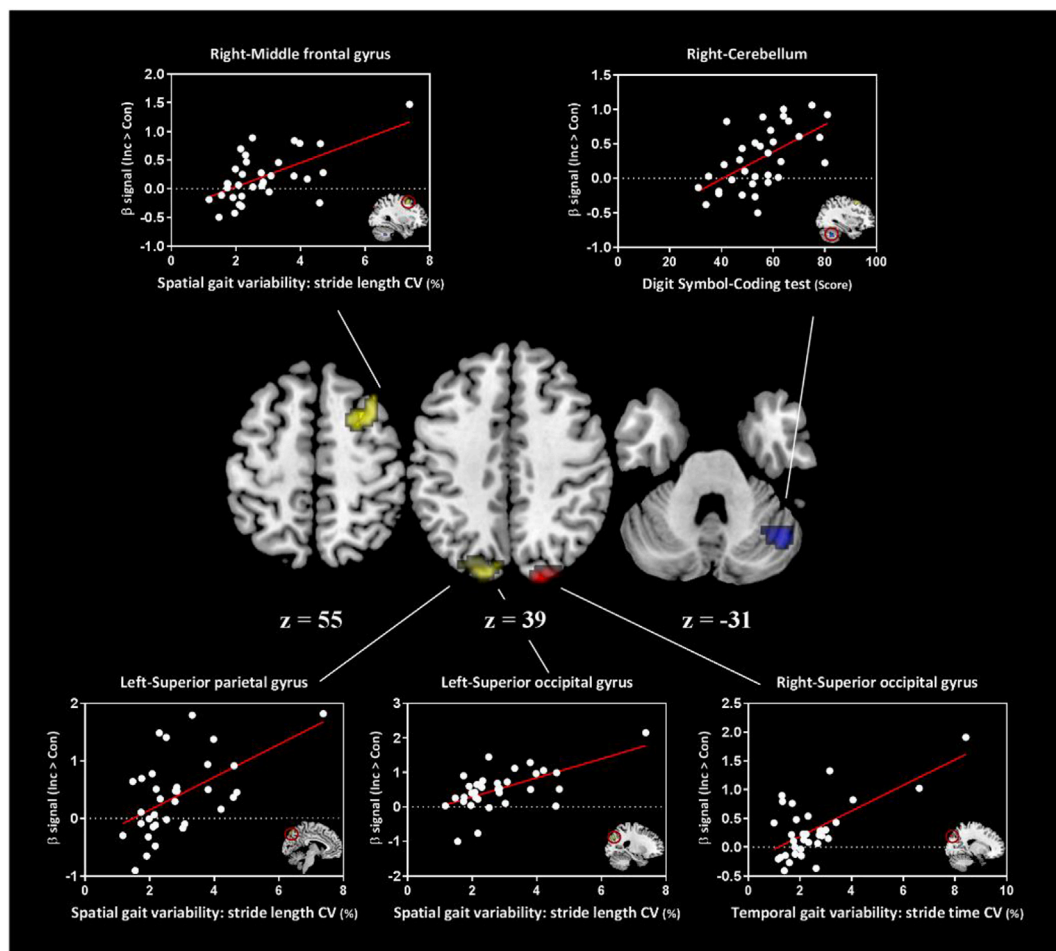 Right-Middle frontal gyrus
2.0
1.5
1.0
0.5
0.0
-0.5
-1.0
β signal (Inc > Con)
0 2 4 6 8
Spatial gait variability: stride length CV (%)
Right-Cerebellum
1.5
1.0
0.5
0.0
-0.5
-1.0
β signal (Inc > Con)
0 20 40 60 80 100
Digit Symbol-Coding test (Score)
z = 55
z = 39
z = -31
Left-Superior parietal gyrus
2
1
0
-1
β signal (Inc > Con)
0 2 4 6 8
Spatial gait variability: stride length CV (%)
Left-Superior occipital gyrus
3
2
1
0
-1
-2
β signal (Inc > Con)
0 2 4 6 8
Spatial gait variability: stride length CV (%)
Right-Superior occipital gyrus
2.5
2.0
1.5
1.0
0.5
0.0
-0.5
β signal (Inc > Con)
0 2 4 6 8 10
Temporal gait variability: stride time CV (%)